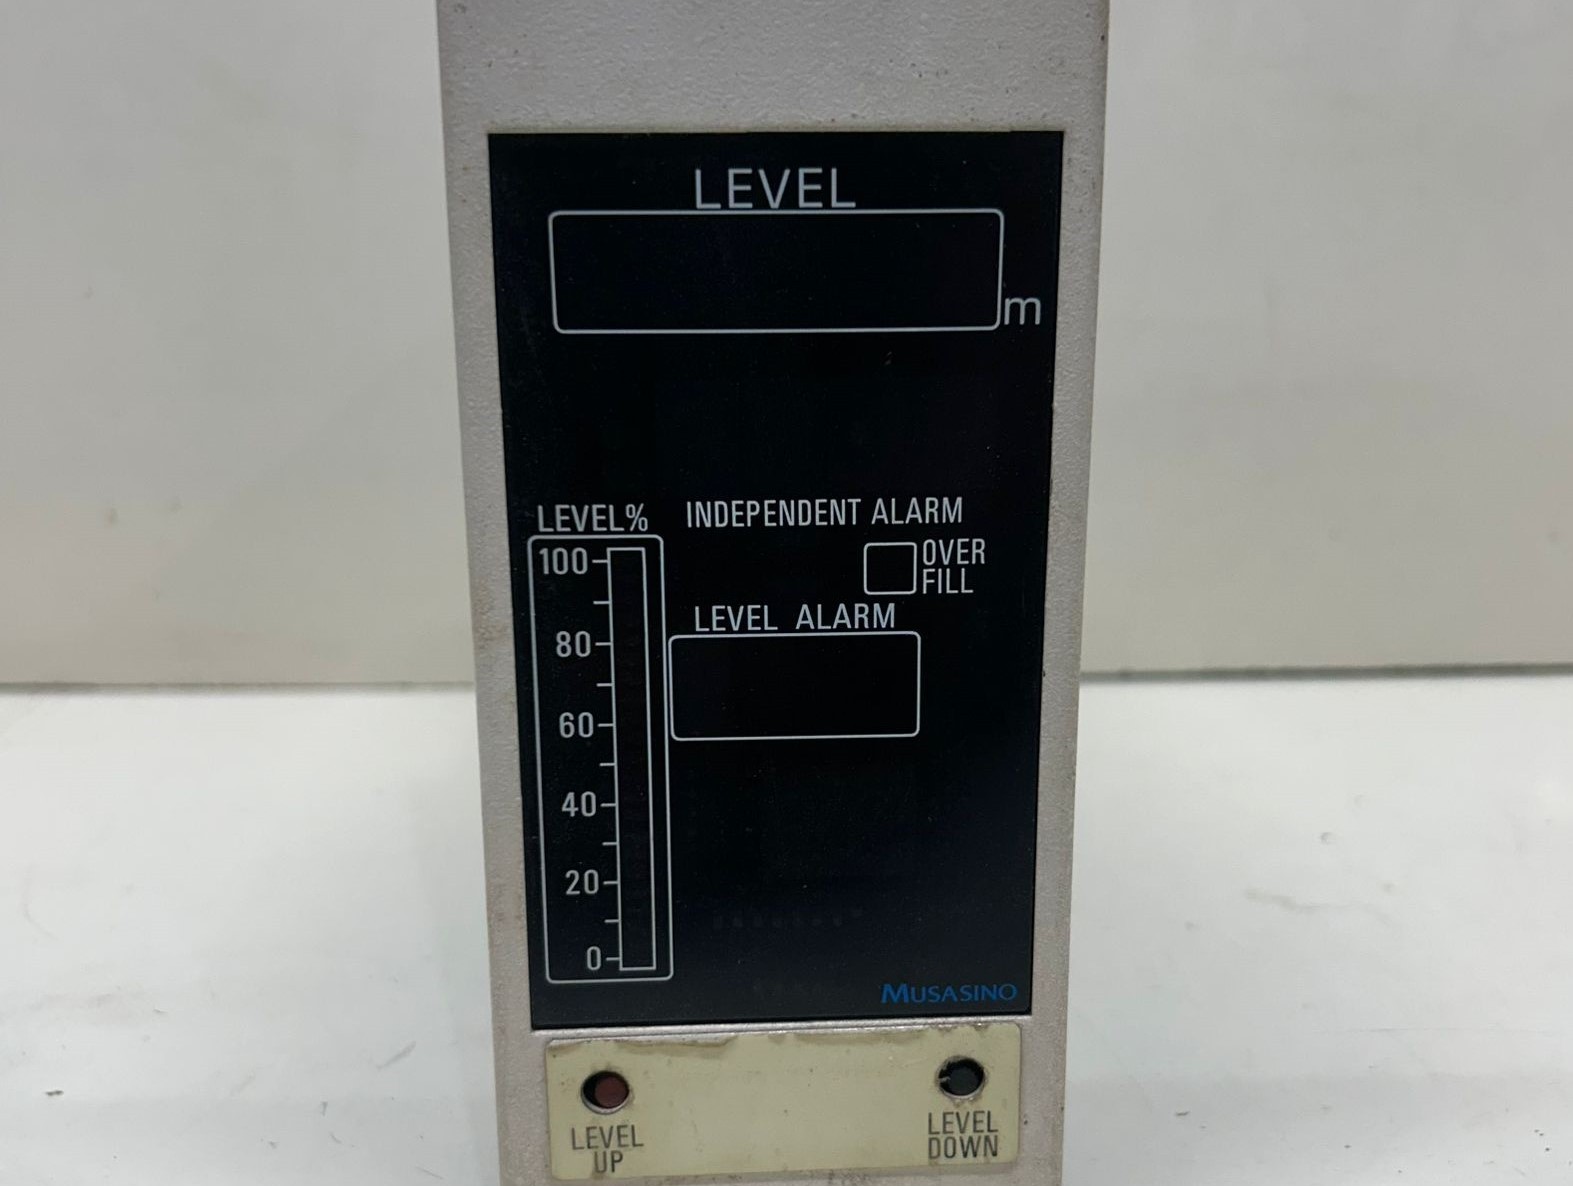 LEVEL
m
LEVEL%
INDEPENDENT ALARM
100
OVER
FILL
LEVEL ALARM
80
60
40
20
0
MUSASINO
LEVEL
UP
LEVEL
DOWN